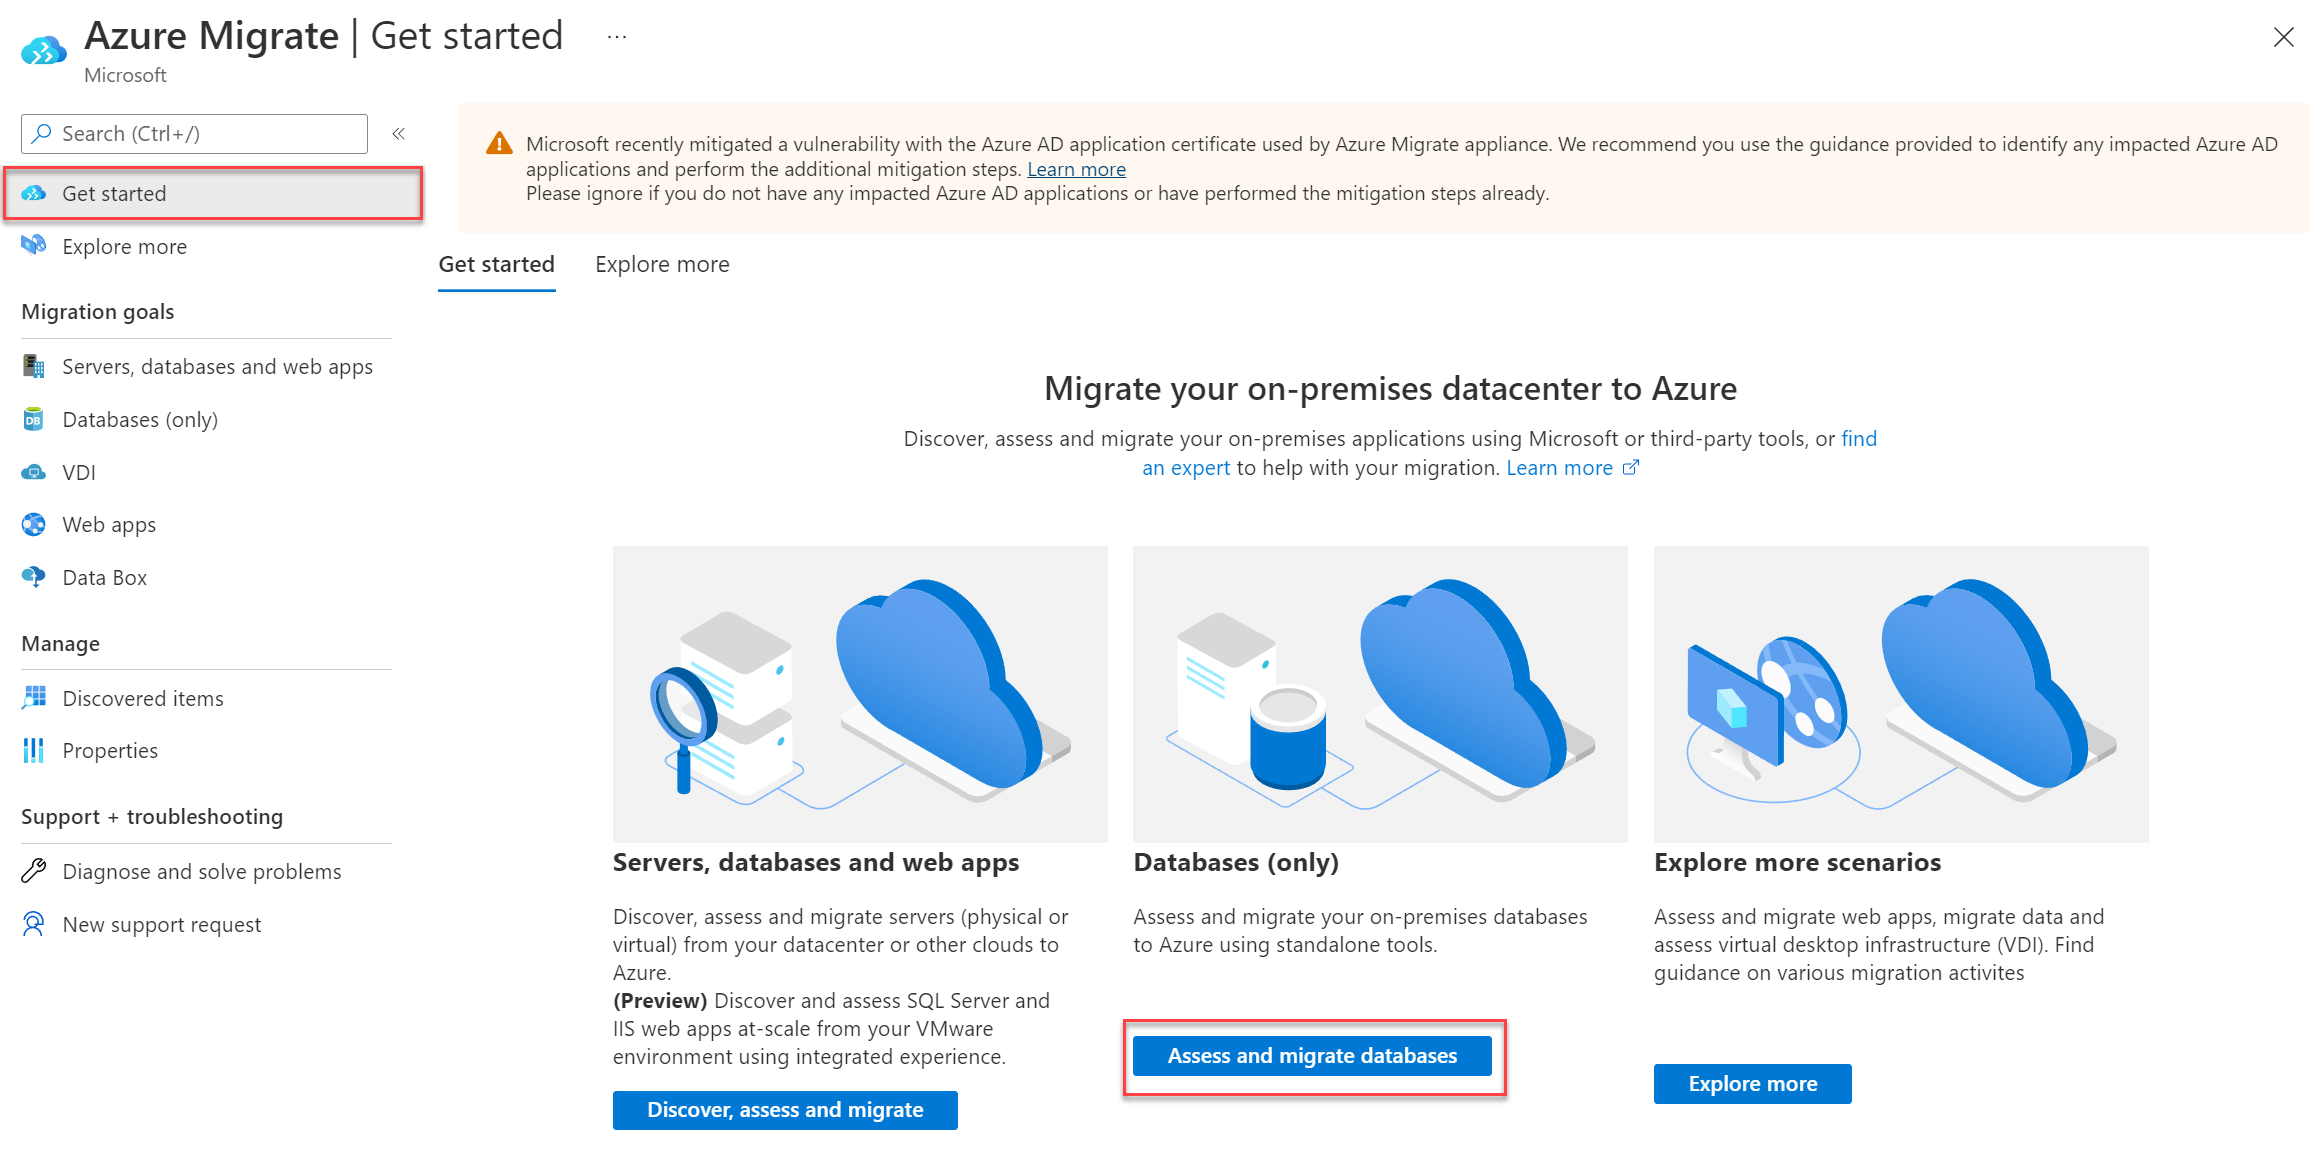 Azure Migrate | Get started ...
Microsoft
Search (Ctrl+/)
«
Get started
Explore more
Migration goals
Servers, databases and web apps
DB
Databases (only)
VDI
Web apps
Data Box
Manage
Discovered items
Properties
Support + troubleshooting
Diagnose and solve problems
New support request
Microsoft recently mitigated a vulnerability with the Azure AD application certificate used by Azure Migrate appliance. We recommend you use the guidance provided to identify any impacted Azure AD
applications and perform the additional mitigation steps. Learn more
Please ignore if you do not have any impacted Azure AD applications or have performed the mitigation steps already.
Get started Explore more
Migrate your on-premises datacenter to Azure
Discover, assess and migrate your on-premises applications using Microsoft or third-party tools, or find
an expert to help with your migration. Learn more
Servers, databases and web apps
Discover, assess and migrate servers (physical or
virtual) from your datacenter or other clouds to
Azure.
(Preview) Discover and assess SQL Server and
IIS web apps at-scale from your VMware
environment using integrated experience.
Discover, assess and migrate
Databases (only)
Assess and migrate your on-premises databases
to Azure using standalone tools.
Assess and migrate databases
Explore more scenarios
Assess and migrate web apps, migrate data and
assess virtual desktop infrastructure (VDI). Find
guidance on various migration activites
Explore more